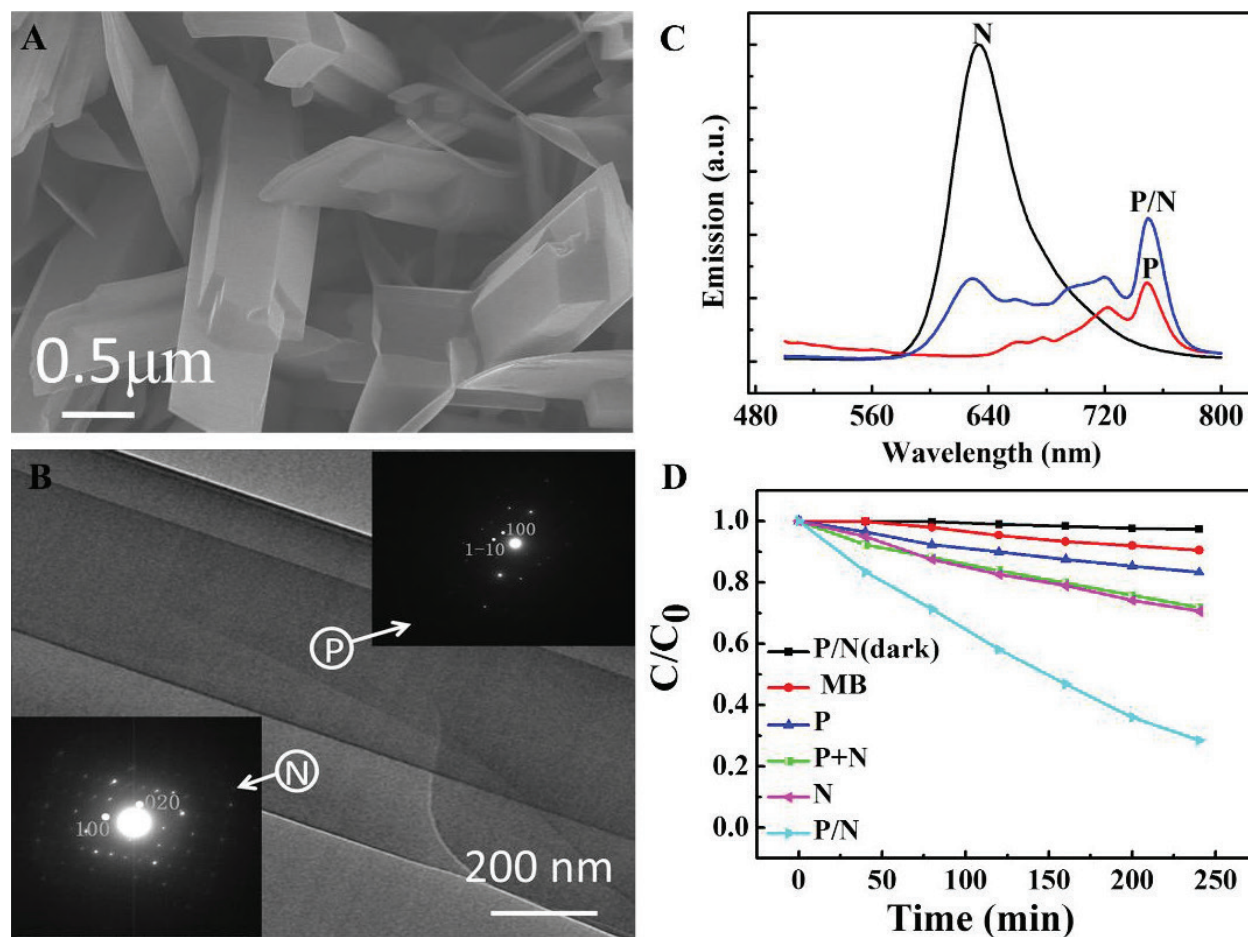 A
0.5μm
B
100
1-10
P
N
020
100
200 nm
C
N
P/N
P
Emission (a.u.)
480 560 640 720 800
Wavelength (nm)
D
1.0
0.8
0.6
0.4
0.2
0.0
C/C0
P/N(dark)
MB
P
P+N
N
P/N
0 50 100 150 200 250
Time (min)